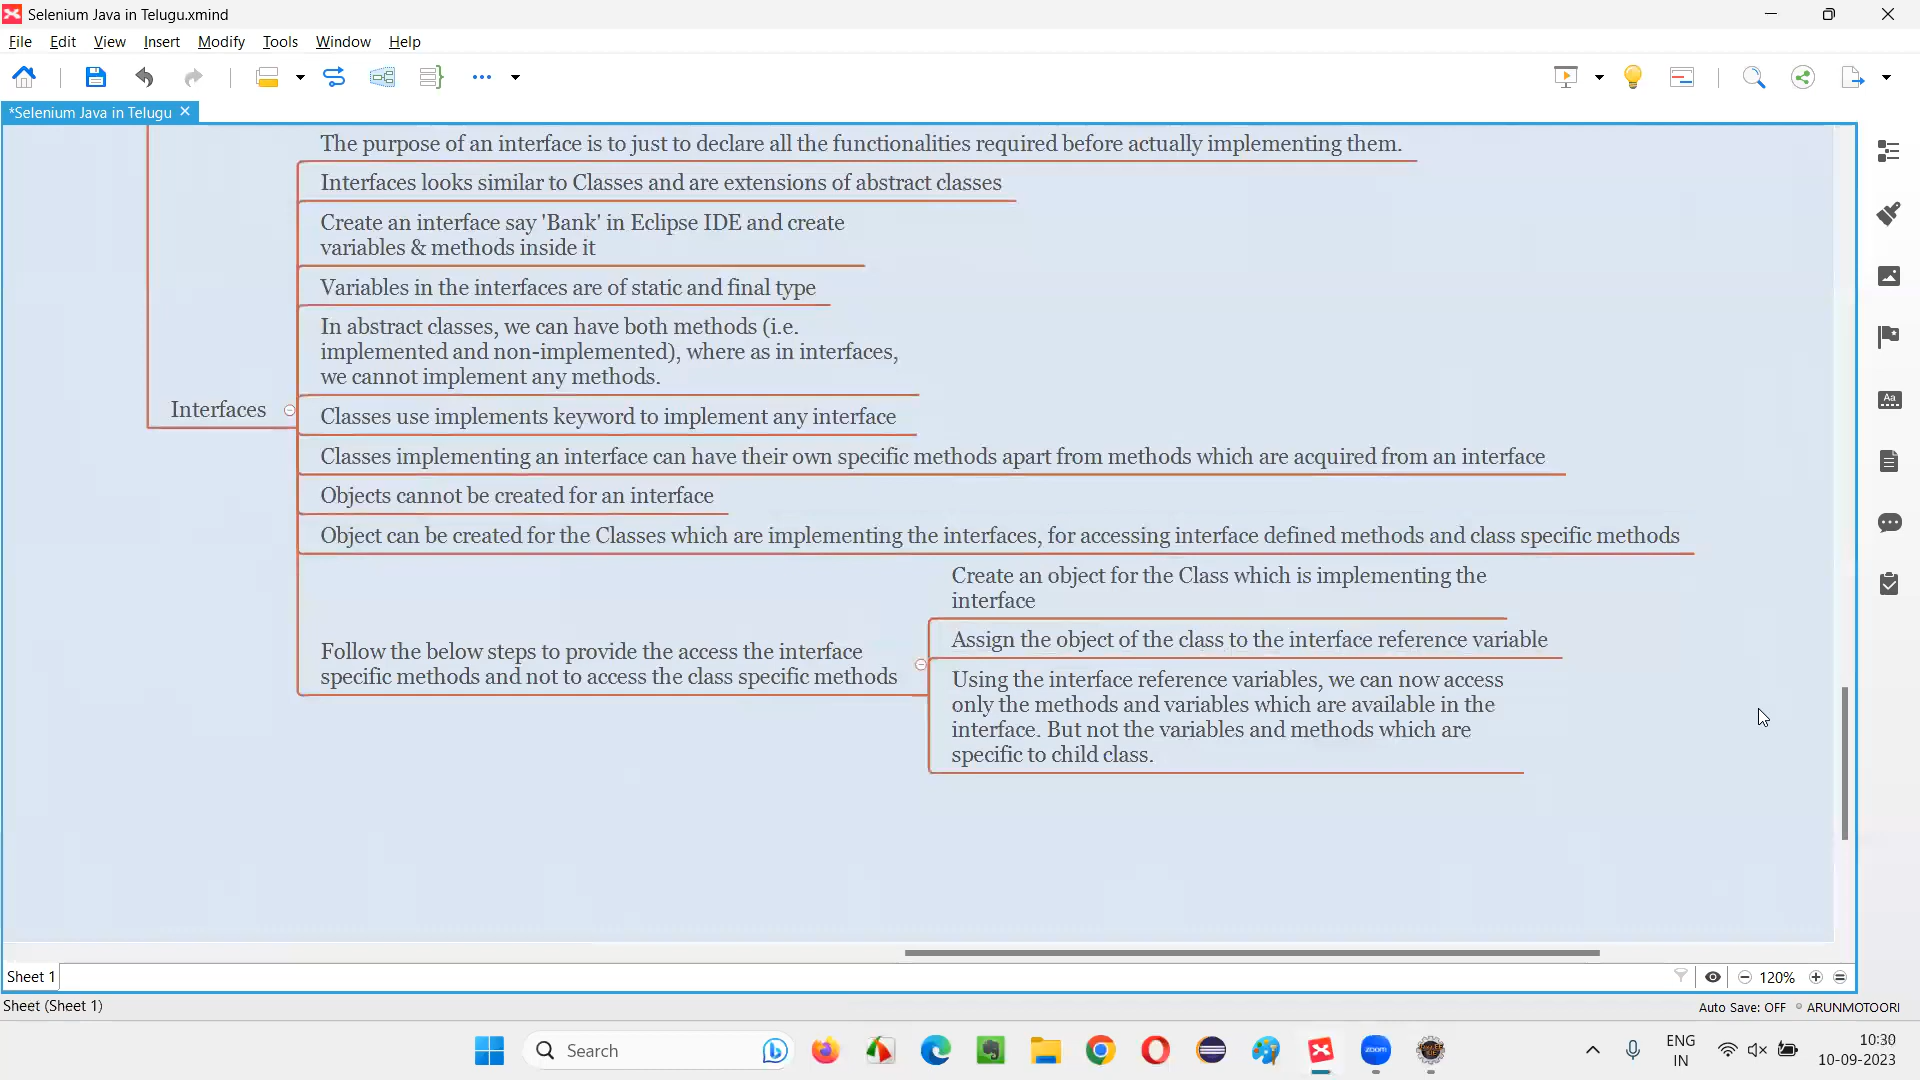 Selenium Java in Telugu.xmind
File Edit View Insert Modify Tools Window Help
*Selenium Java in Telugu
The purpose of an interface is to just to declare all the functionalities required before actually implementing them.
Interfaces looks similar to Classes and are extensions of abstract classes
Create an interface say 'Bank' in Eclipse IDE and create
variables & methods inside it
Variables in the interfaces are of static and final type
In abstract classes, we can have both methods (i.e.
implemented and non-implemented), where as in interfaces,
we cannot implement any methods.
Interfaces
Classes use implements keyword to implement any interface
Classes implementing an interface can have their own specific methods apart from methods which are acquired from an interface
Objects cannot be created for an interface
Object can be created for the Classes which are implementing the interfaces, for accessing interface defined methods and class specific methods
Follow the below steps to provide the access the interface
specific methods and not to access the class specific methods
Create an object for the Class which is implementing the
interface
Assign the object of the class to the interface reference variable
Using the interface reference variables, we can now access
only the methods and variables which are available in the
interface. But not the variables and methods which are
specific to child class.
Aa
Sheet 1
120%
Sheet (Sheet 1)
Auto Save: OFF
ARUNMOTOORI
Search
zoom
ENG
IN
10:30
10-09-2023